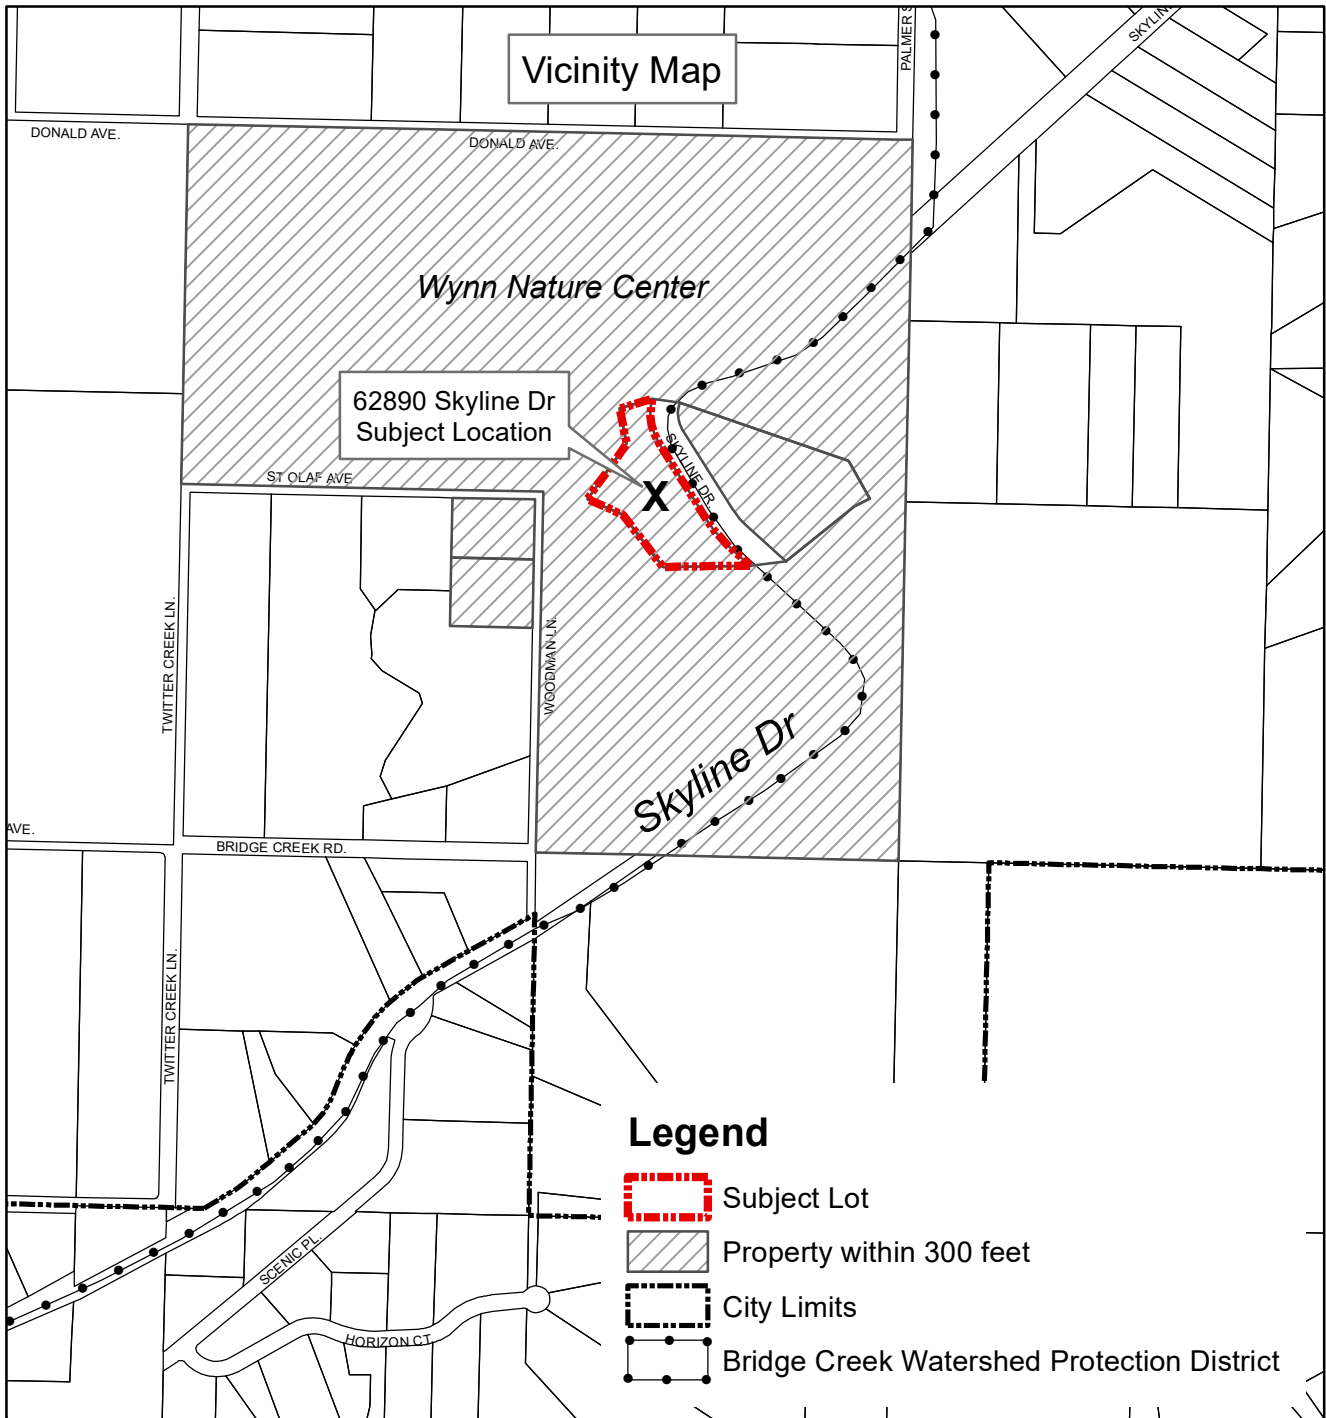 PALMER S
SKYLIN
Vicinity Map
DONALD AVE.
DONALD AVE.
Wynn Nature Center
62890 Skyline Dr
Subject Location
SKYLINE DR.
X
ST OLAF AVE
TWITTER CREEK LN.
WOODMAN LN.
Skyline Dr
AVE.
BRIDGE CREEK RD.
TWITTER CREEK LN.
SCENIC PL.
HORIZON CT.
Legend
Subject Lot
Property within 300 feet
City Limits
Bridge Creek Watershed Protection District